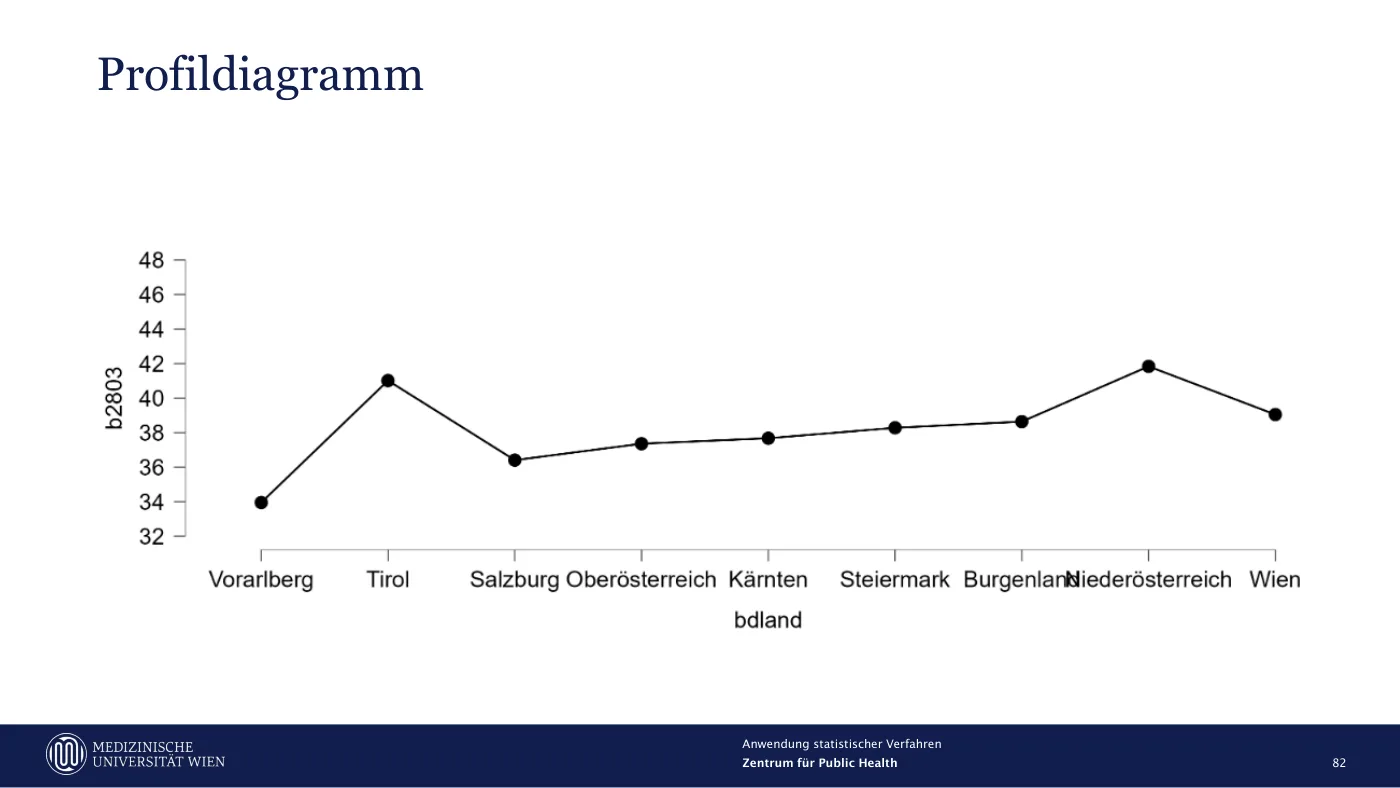 Profildiagramm
48
46
44
42
40
38
36
34
32
b2803
Vorarlberg Tirol Salzburg Oberösterreich Kärnten Steiermark Burgenland Niederösterreich Wien
bdland
MEDIZINISCHE
UNIVERSITÄT WIEN
Anwendung statistischer Verfahren
Zentrum für Public Health
82